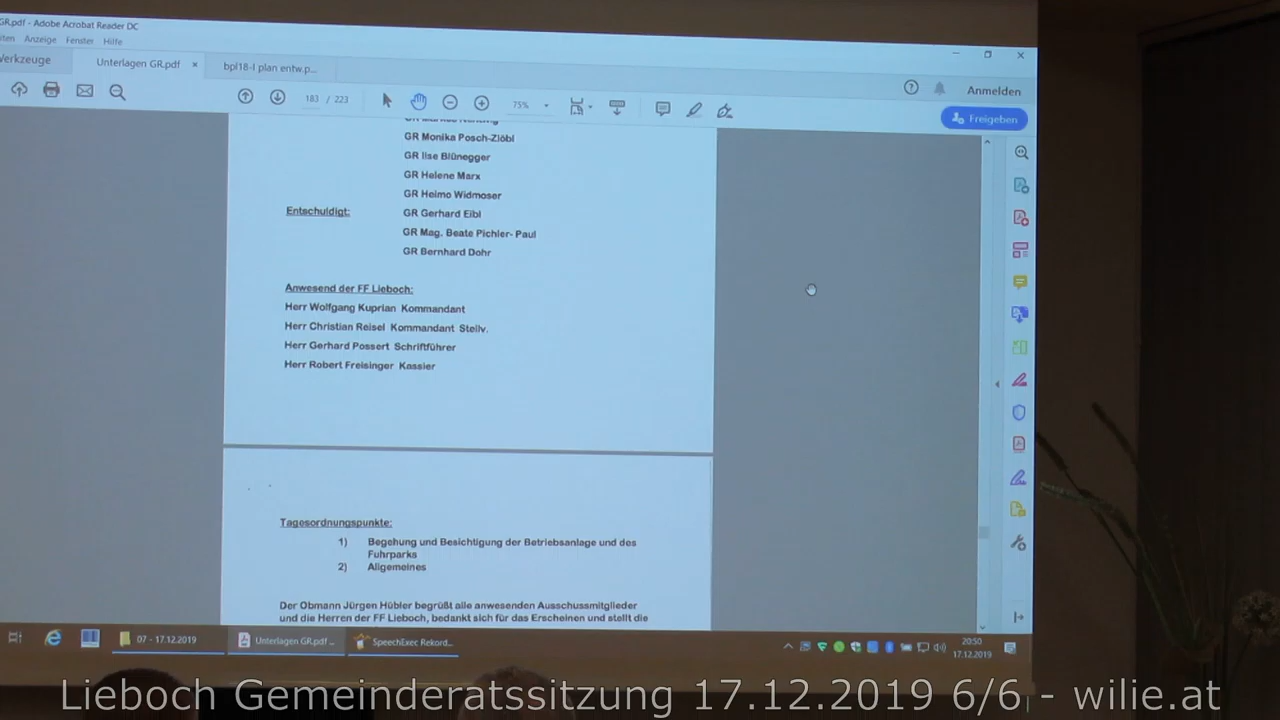 GR.pdf - Adobe Acrobat Reader DC
Anzeige Fenster Hilfe
Unterlagen GR.pdf × bpl18-I plan entw.p...
183 / 223 75% Anmelden
Freigeben
GR Monika Posch-Zlöbl
GR Ilse Blünegger
GR Helene Marx
GR Heimo Widmoser
Entschuldigt: GR Gerhard Eibl
GR Mag. Beate Pichler- Paul
GR Bernhard Dohr
Anwesend der FF Lieboch:
Herr Wolfgang Kuprian Kommandant
Herr Christian Reisel Kommandant Stellv.
Herr Gerhard Possert Schriftführer
Herr Robert Freisinger Kassier
Tagesordnungspunkte:
1) Begehung und Besichtigung der Betriebsanlage und des
Fuhrparks
2) Allgemeines
Der Obmann Jürgen Hübler begrüßt alle anwesenden Ausschussmitglieder
und die Herren der FF Lieboch, bedankt sich für das Erscheinen und stellt die
07 - 17.12.2019 Unterlagen GR.pdf ... SpeechExec Rekord...
20:50
17.12.2019
Lieboch Gemeinderatssitzung 17.12.2019 6/6 - wilie.at